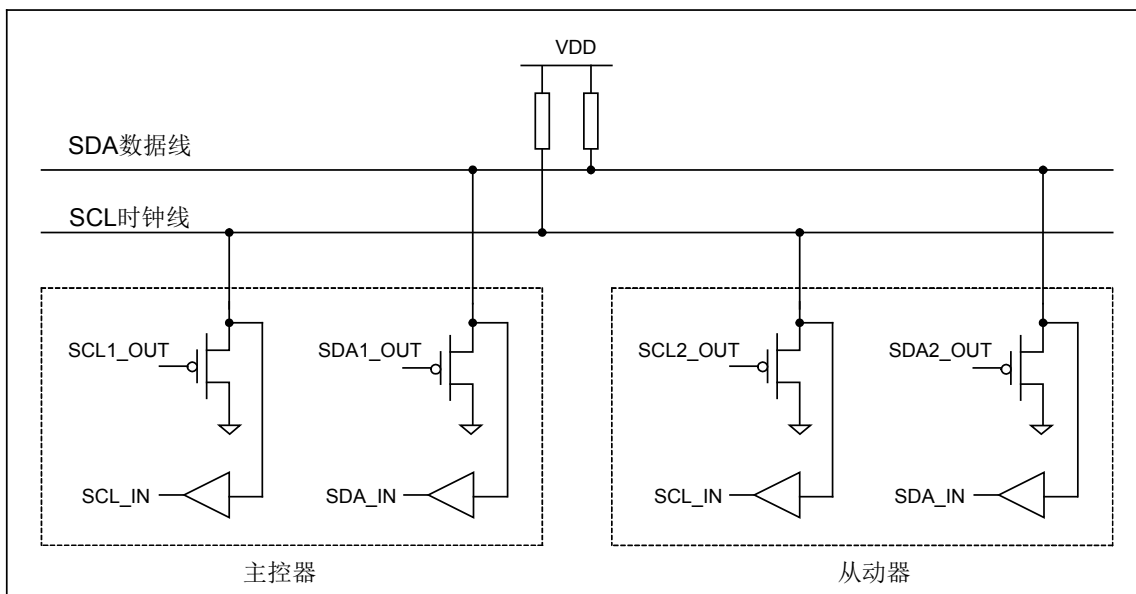 VDD
SDA数据线
SCL时钟线
SCL1_OUT
SDA1_OUT
SCL2_OUT
SDA2_OUT
SCL_IN
SDA_IN
SCL_IN
SDA_IN
主控器
从动器